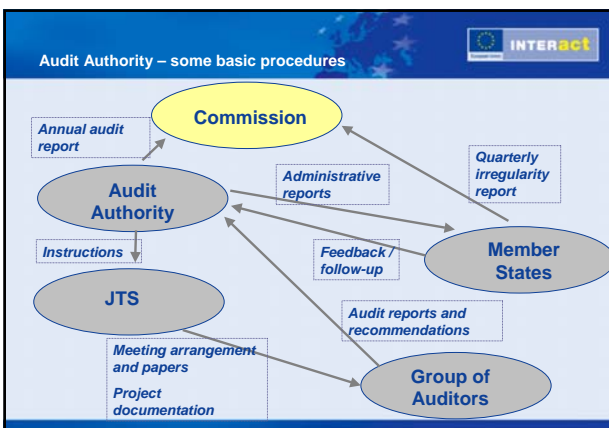 Audit Authority – some basic procedures
INTERact
Commission
Annual audit
report
Quarterly
irregularity
report
Audit
Authority
Administrative
reports
Instructions
Feedback /
follow-up
Member
States
JTS
Audit reports and
recommendations
Meeting arrangement
and papers
Project
documentation
Group of
Auditors